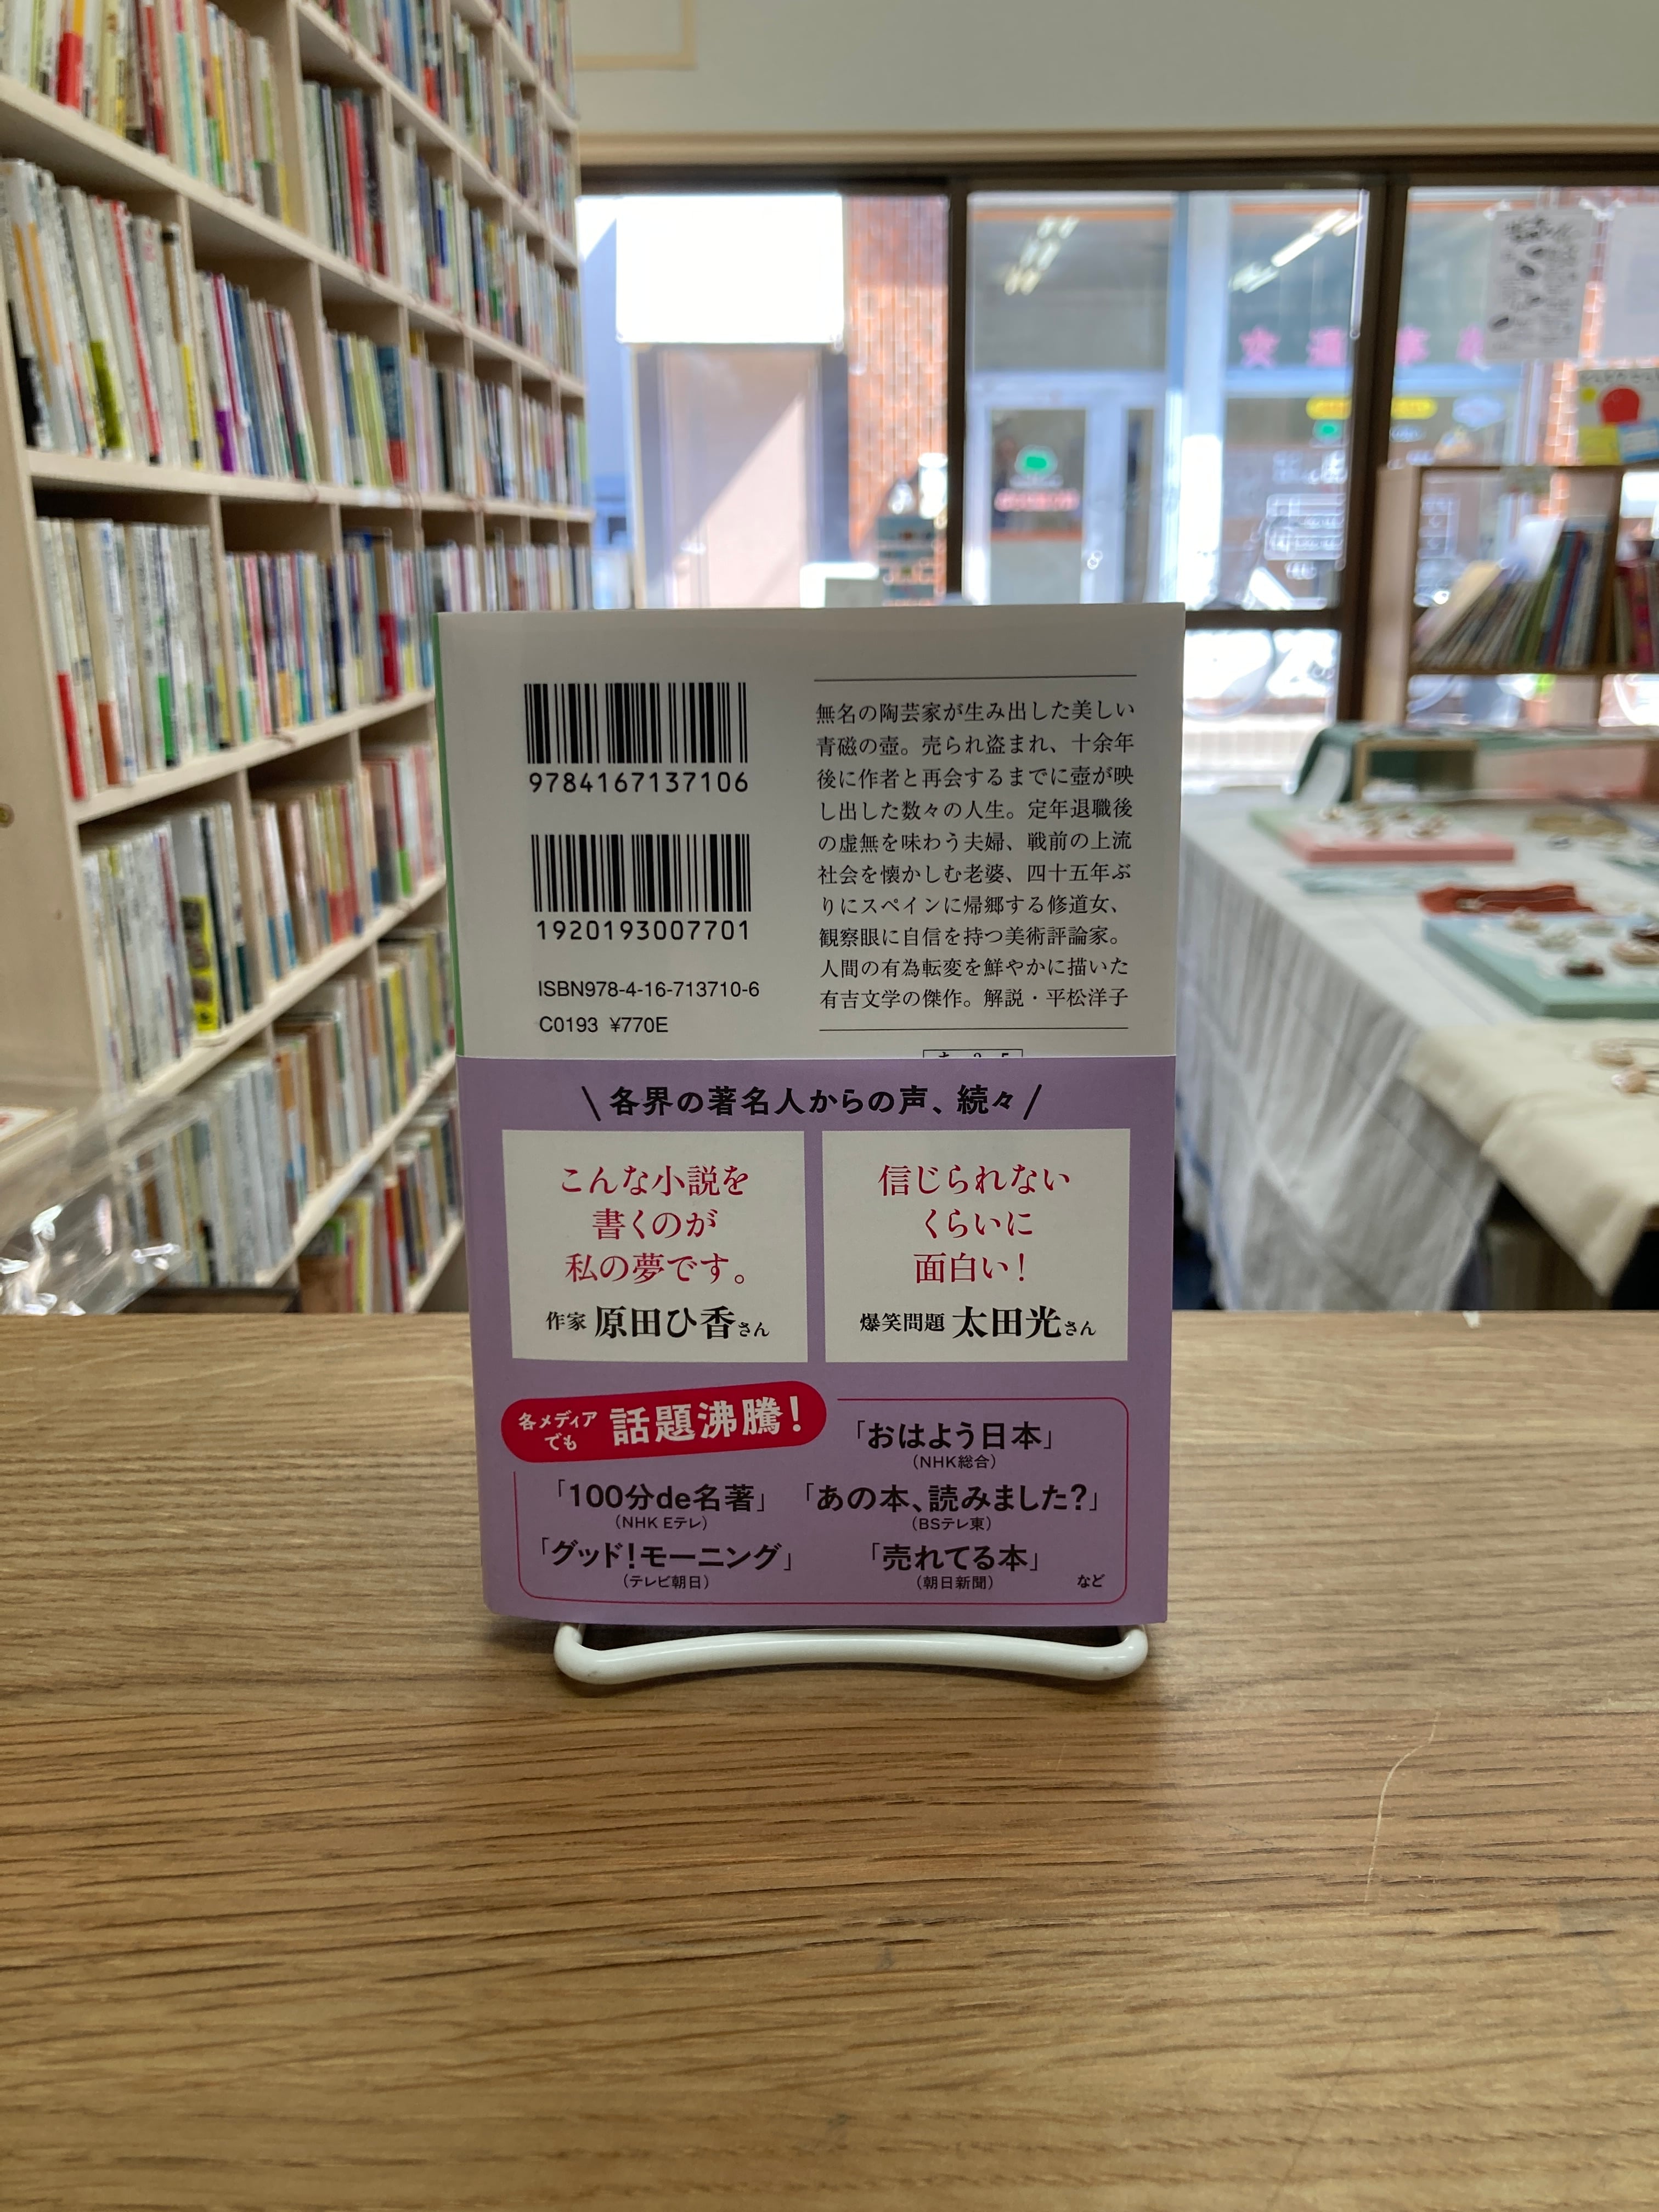 9784167137106
1920193007701
ISBN978-4-16-713710-6
C0193 ¥770E
無名の陶芸家が生み出した美しい
青磁の壺。売られ盗まれ、十余年
後に作者と再会するまでに壺が映
し出した数々の人生。定年退職後
の虚無を味わう夫婦、戦前の上流
社会を懐かしむ老婆、四十五年ぶ
りにスペインに帰郷する修道女、
観察眼に自信を持つ美術評論家。
人間の有為転変を鮮やかに描いた
有吉文学の傑作。解説・平松洋子
\ 各界の著名人からの声、続々 /
こんな小説を
書くのが
私の夢です。
作家 原田ひ香さん
信じられない
くらいに
面白い!
爆笑問題 太田光さん
各メディア
でも
話題沸騰!
「おはよう日本」
(NHK総合)
「100分de名著」
(NHK Eテレ)
「あの本、読みました?」
(BSテレ東)
「グッド!モーニング」
(テレビ朝日)
「売れてる本」
(朝日新聞)
など